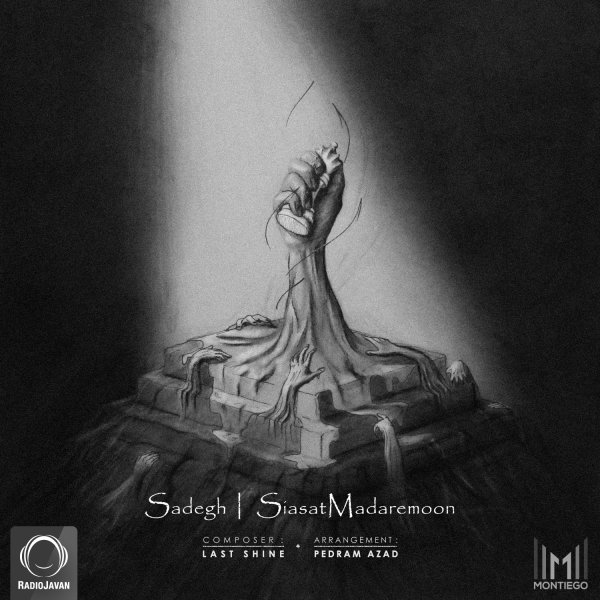 Sadegh | SiasatMadaremoon
COMPOSER : ARRANGEMENT :
LAST SHINE • PEDRAM AZAD
RADIOJAVAN
MONTIEGO